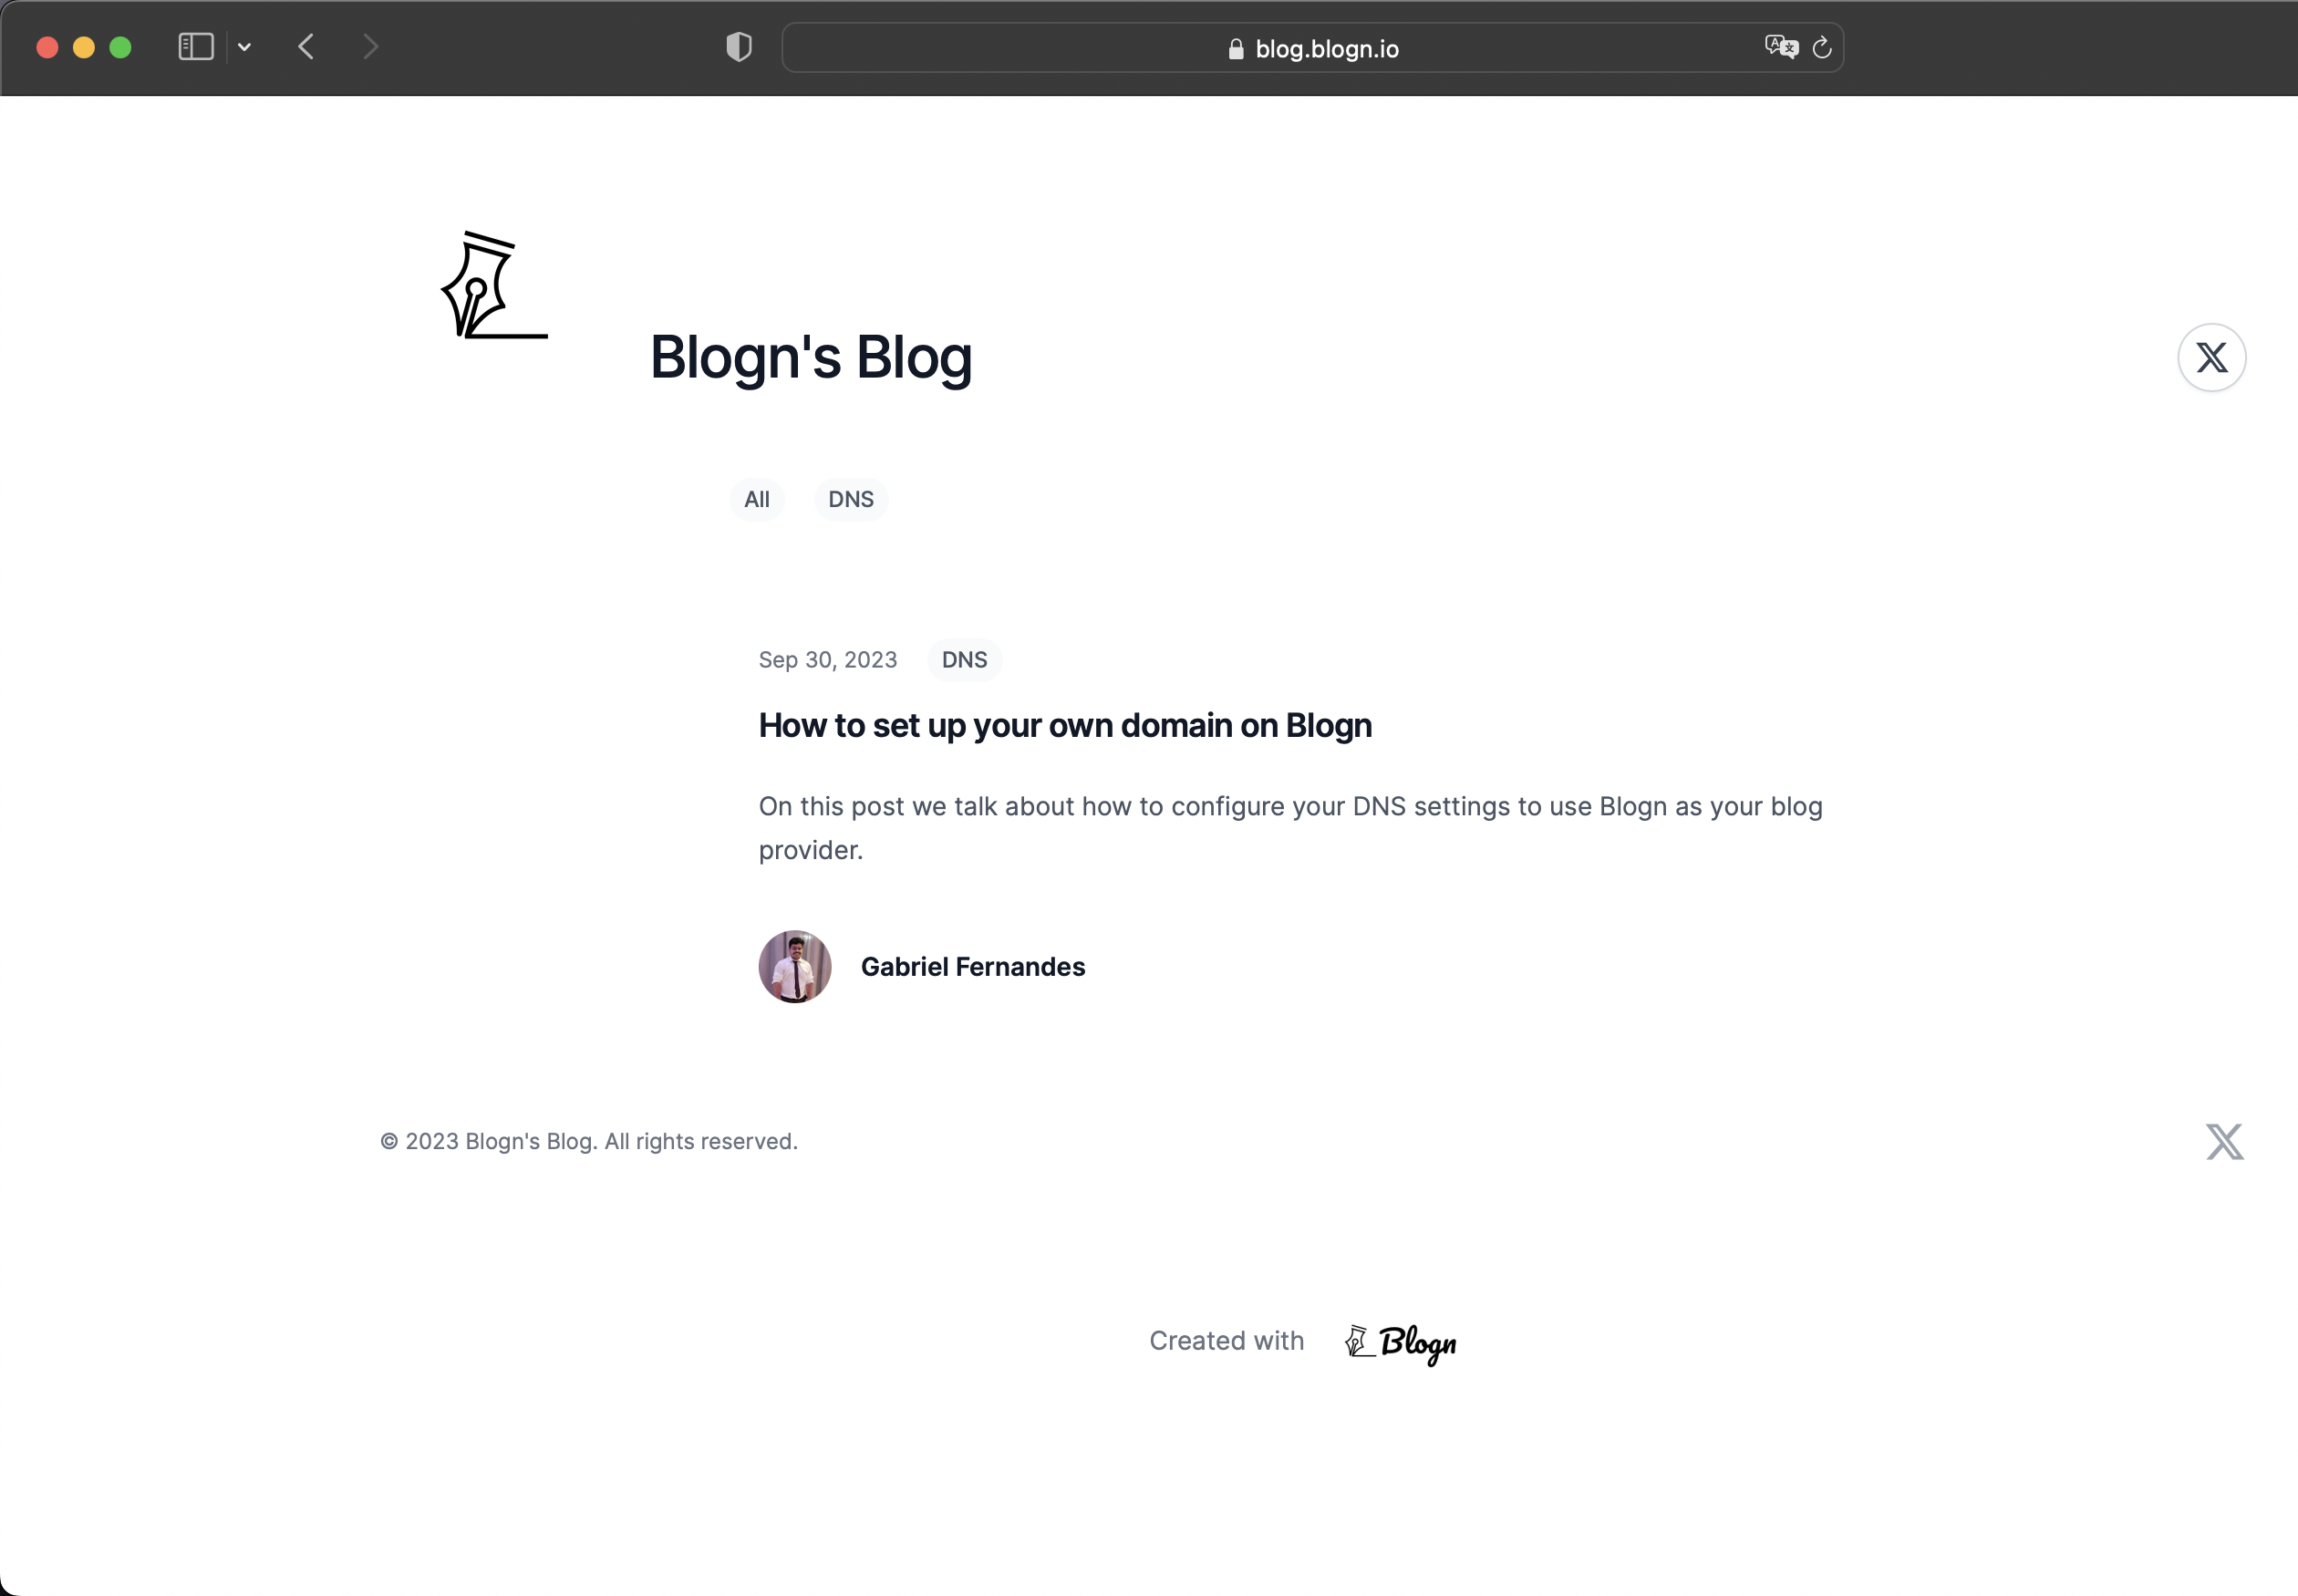 blog.blogn.io
Blogn's Blog
All DNS
Sep 30, 2023 DNS
How to set up your own domain on Blogn
On this post we talk about how to configure your DNS settings to use Blogn as your blog
provider.
Gabriel Fernandes
© 2023 Blogn's Blog. All rights reserved.
Created with Blogn